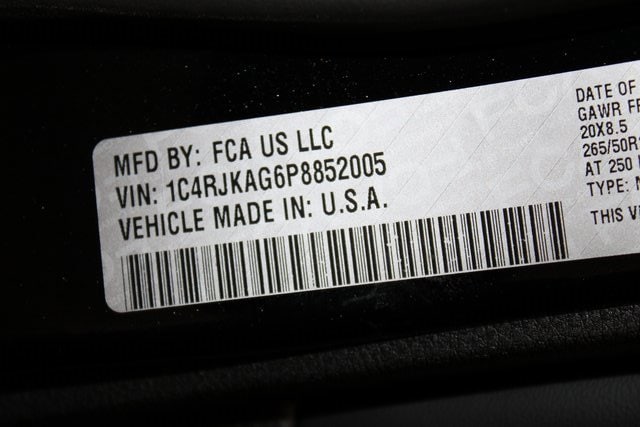 MFD BY: FCA US LLC
VIN: 1C4RJKAG6P8852005
VEHICLE MADE IN: U.S.A.
DATE OF
GAWR
20X8.5
265/50R
AT 250
TYPE:
THIS